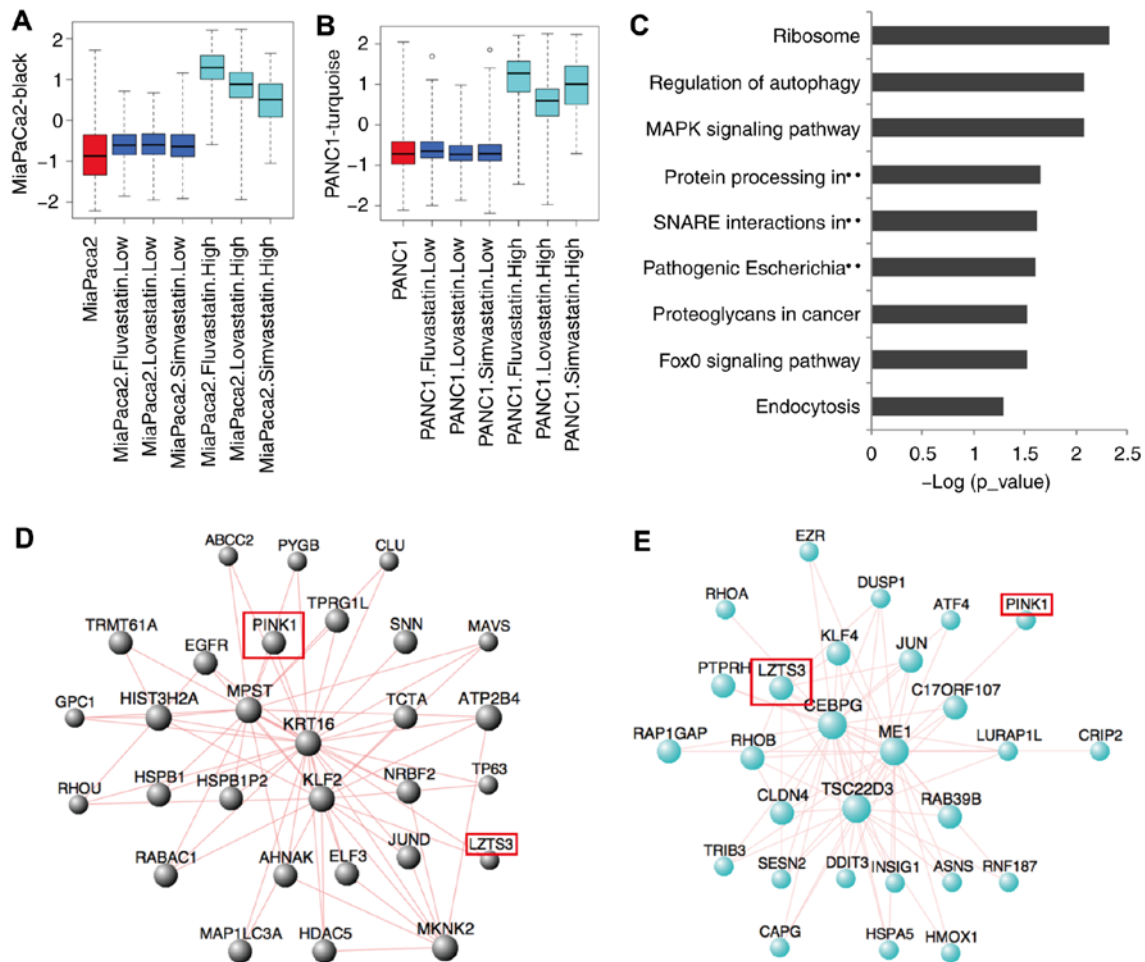 A
MiaPaCa2-black
2
1
0
−1
−2
MiaPaca2
MiaPaca2.Fluvastatin.Low
MiaPaca2.Lovastatin.Low
MiaPaca2.Simvastatin.Low
MiaPaca2.Fluvastatin.High
MiaPaca2.Lovastatin.High
MiaPaca2.Simvastatin.High
B
PANC1-turquoise
2
1
0
−1
−2
PANC1
PANC1.Fluvastatin.Low
PANC1.Lovastatin.Low
PANC1.Simvastatin.Low
PANC1.Fluvastatin.High
PANC1.Lovastatin.High
PANC1.Simvastatin.High
C
Ribosome
Regulation of autophagy
MAPK signaling pathway
Protein processing in••
SNARE interactions in••
Pathogenic Escherichia••
Proteoglycans in cancer
Fox0 signaling pathway
Endocytosis
0 0.5 1 1.5 2 2.5
−Log (p_value)
D
ABCC2 PYGB CLU
TRMT61A PINK1 TPRG1L
EGFR SNN MAVS
GPC1 HIST3H2A MPST TCTA ATP2B4
KRT16
RHOU HSPB1 HSPB1P2 KLF2 NRBF2 TP63
RABAC1 AHNAK ELF3 JUND LZTS3
MAP1LC3A HDAC5 MKNK2
E
EZR
RHOA DUSP1 ATF4 PINK1
KLF4 JUN
PTPRH LZTS3 C17ORF107
CEBPG
RAP1GAP RHOB ME1 LURAP1L CRIP2
CLDN4 TSC22D3 RAB39B
TRIB3 SESN2 DDIT3 INSIG1 ASNS RNF187
CAPG HSPA5 HMOX1